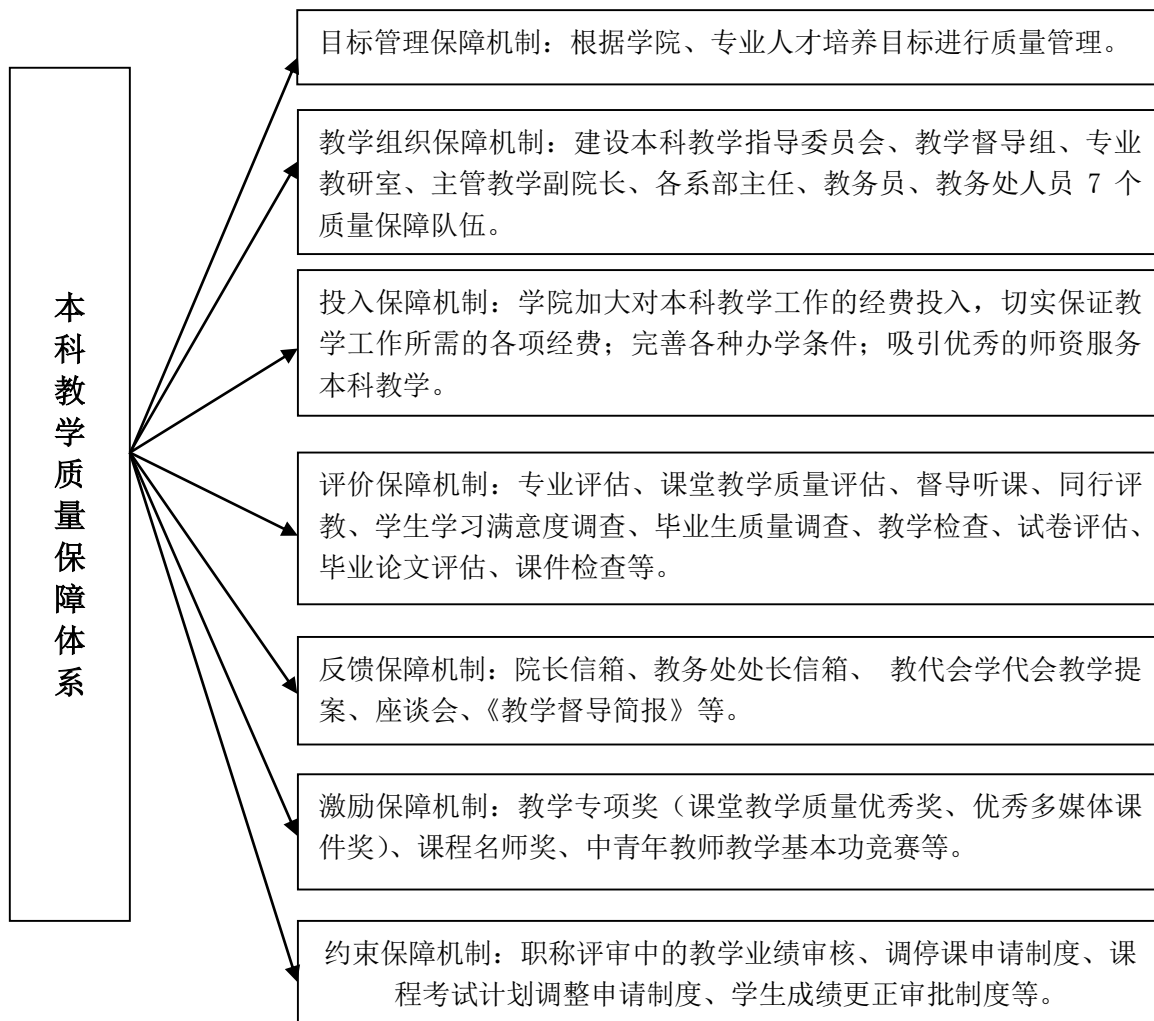 本科教学质量保障体系
目标管理保障机制：根据学院、专业人才培养目标进行质量管理。
教学组织保障机制：建设本科教学指导委员会、教学督导组、专业
教研室、主管教学副院长、各系部主任、教务员、教务处人员 7 个
质量保障队伍。
投入保障机制：学院加大对本科教学工作的经费投入，切实保证教
学工作所需的各项经费；完善各种办学条件；吸引优秀的师资服务
本科教学。
评价保障机制：专业评估、课堂教学质量评估、督导听课、同行评
教、学生学习满意度调查、毕业生质量调查、教学检查、试卷评估、
毕业论文评估、课件检查等。
反馈保障机制：院长信箱、教务处处长信箱、 教代会学代会教学提
案、座谈会、《教学督导简报》等。
激励保障机制：教学专项奖（课堂教学质量优秀奖、优秀多媒体课
件奖）、课程名师奖、中青年教师教学基本功竞赛等。
约束保障机制：职称评审中的教学业绩审核、调停课申请制度、课
程考试计划调整申请制度、学生成绩更正审批制度等。